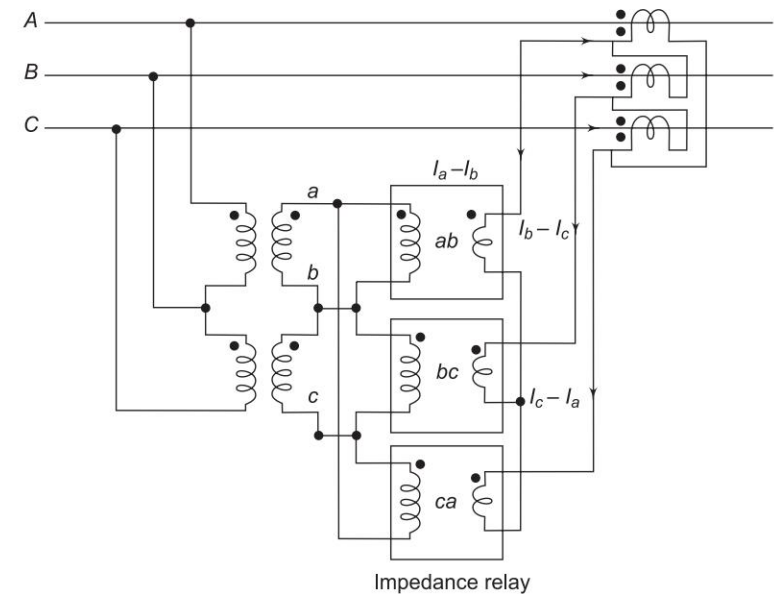 A
B
C
I_a – I_b
a
ab
I_b – I_c
b
bc
c
I_c – I_a
ca
Impedance relay